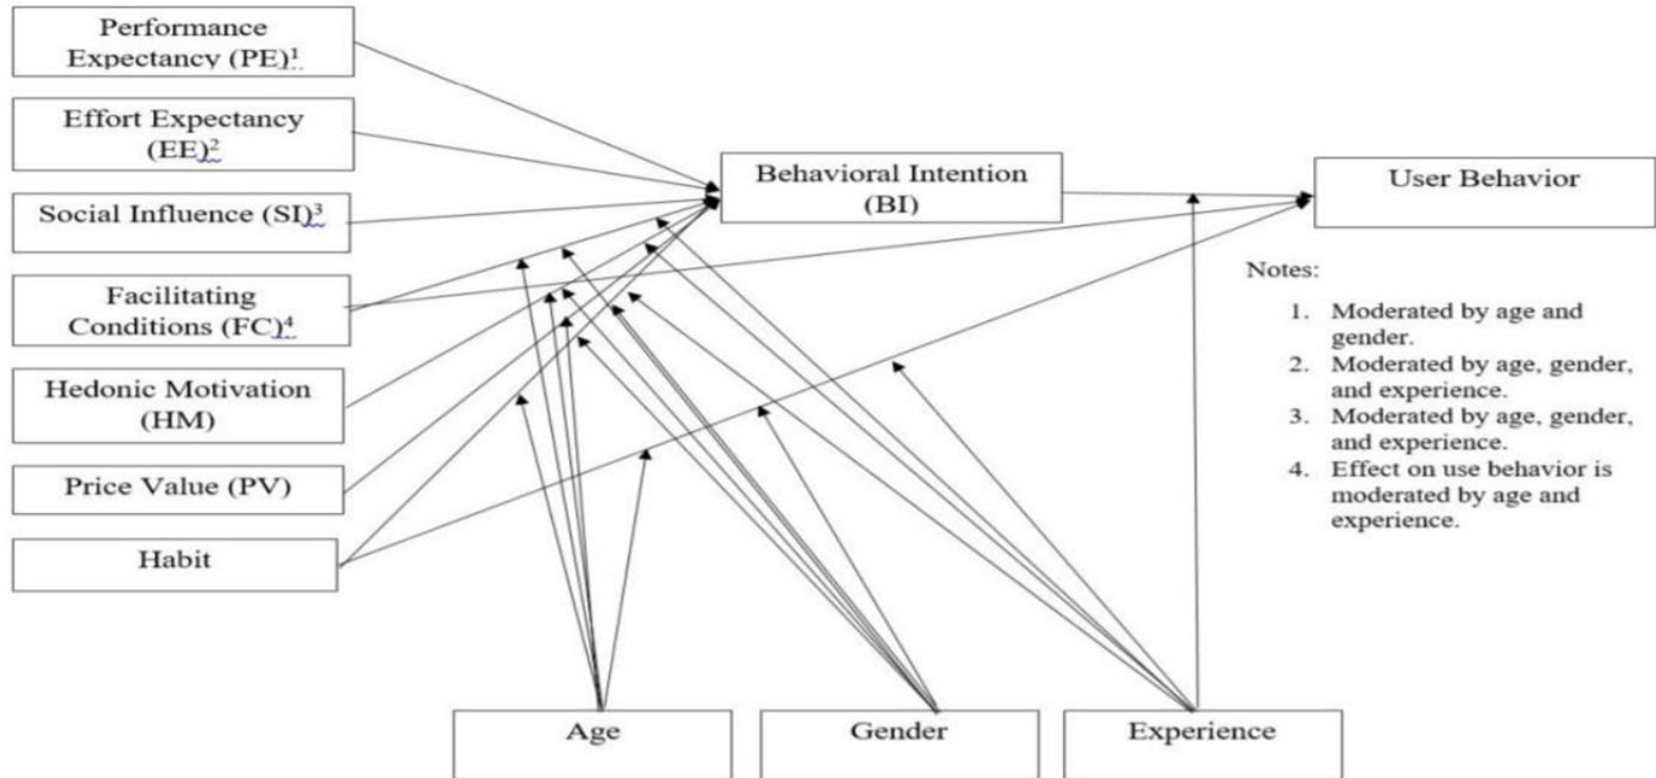 Performance
Expectancy (PE)¹
Effort Expectancy
(EE)²
Social Influence (SI)³
Facilitating
Conditions (FC)⁴
Hedonic Motivation
(HM)
Price Value (PV)
Habit
Behavioral Intention
(BI)
User Behavior
Notes:
1. Moderated by age and
gender.
2. Moderated by age, gender,
and experience.
3. Moderated by age, gender,
and experience.
4. Effect on use behavior is
moderated by age and
experience.
Age
Gender
Experience